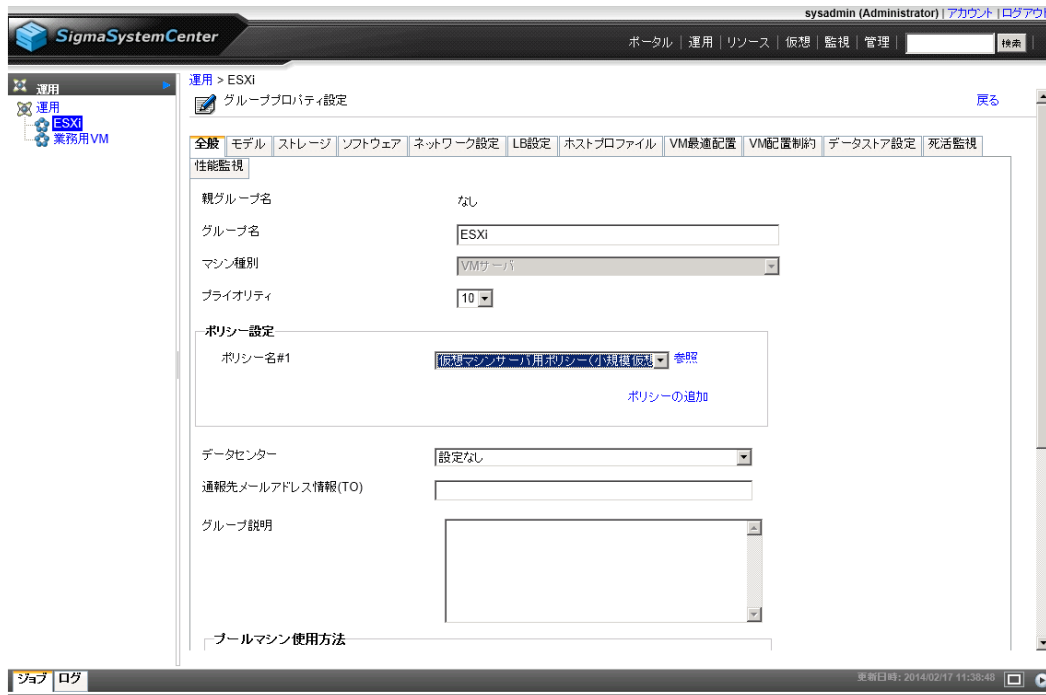 sysadmin (Administrator) | アカウント | ログアウト
SigmaSystemCenter
ポータル | 運用 | リソース | 仮想 | 監視 | 管理 | 検索
運用
運用
ESXi
業務用VM
運用 > ESXi
グループプロパティ設定
戻る
全般 モデル ストレージ ソフトウェア ネットワーク設定 LB設定 ホストプロファイル VM最適配置 VM配置制約 データストア設定 死活監視
性能監視
親グループ名 なし
グループ名 ESXi
マシン種別 VMサーバ
プライオリティ 10
ポリシー設定
ポリシー名#1 仮想マシンサーバ用ポリシー(小規模仮想 参照
ポリシーの追加
データセンター 設定なし
通報先メールアドレス情報(TO)
グループ説明
プールマシン使用方法
ジョブ ログ
更新日時: 2014/02/17 11:38:48